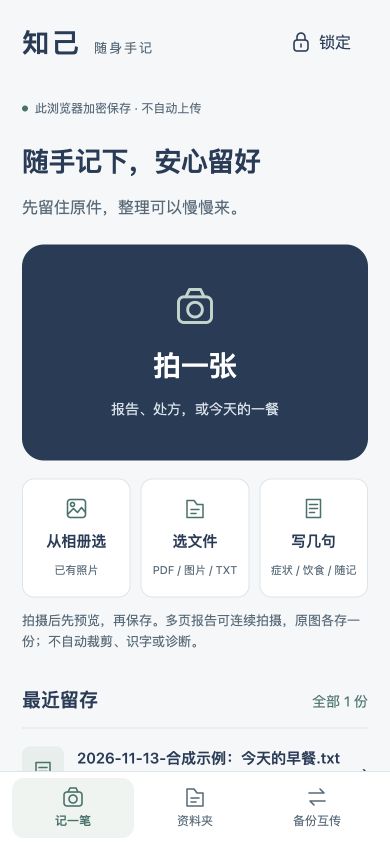 知己 随身手记 锁定
此浏览器加密保存 · 不自动上传
随手记下，安心留好
先留住原件，整理可以慢慢来。
拍一张
报告、处方，或今天的一餐
从相册选 选文件 写几句
已有照片 PDF / 图片 / TXT 症状 / 饮食 / 随记
拍摄后先预览，再保存。多页报告可连续拍摄，原图各存一
份；不自动裁剪、识字或诊断。
最近留存 全部 1 份
2026-11-13-合成示例：今天的早餐.txt
记一笔 资料夹 备份互传